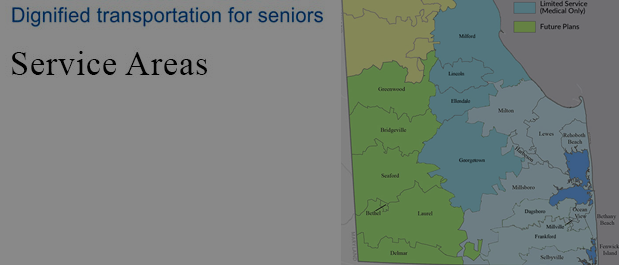 Dignified transportation for seniors
Service Areas
Limited Service
(Medical Only)
Future Plans
Milford
Lincoln
Greenwood
Ellendale
Milton
Bridgeville
Lewes
Rehoboth
Beach
Georgetown
Harbeson
Seaford
Millsboro
Bethel
Laurel
Dagsboro
Ocean
View
Bethany
Beach
Millville
Frankford
Fenwick
Island
Delmar
Selbyville